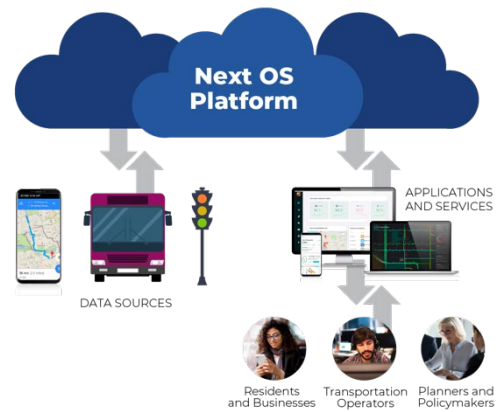 Next OS
Platform
APPLICATIONS
AND SERVICES
DATA SOURCES
Residents
and Businesses
Transportation
Operators
Planners and
Policymakers